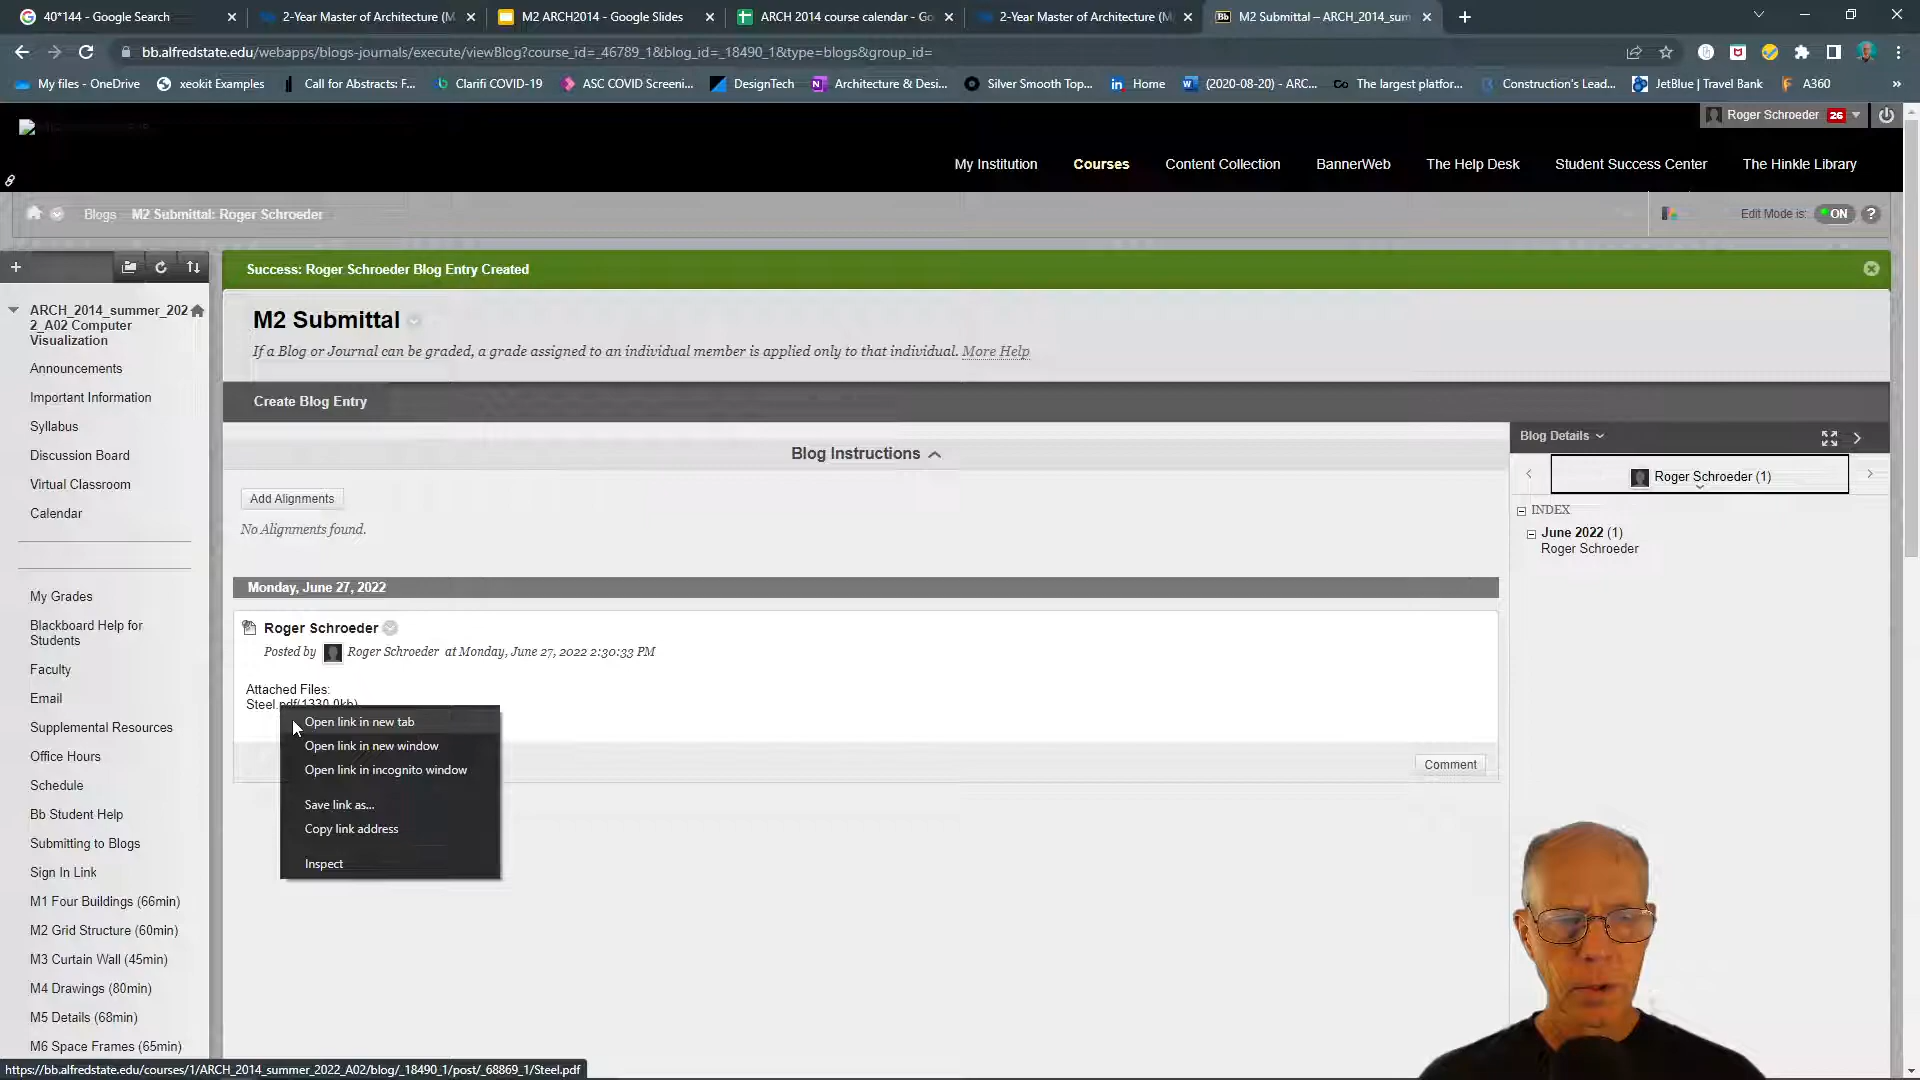 40*144 - Google Search
2-Year Master of Architecture (M
M2 ARCH2014 - Google Slides
ARCH 2014 course calendar - Go
2-Year Master of Architecture (M
M2 Submittal – ARCH_2014_sum
bb.alfredstate.edu/webapps/blogs-journals/execute/viewBlog?course_id=_46789_1&blog_id=_18490_1&type=blogs&group_id=
My files - OneDrive
xeokit Examples
Call for Abstracts: F...
Clarifi COVID-19
ASC COVID Screeni...
DesignTech
Architecture & Desi...
Silver Smooth Top...
Home
(2020-08-20) - ARC...
The largest platfor...
Construction's Lead...
JetBlue | Travel Bank
A360
Roger Schroeder 26
My Institution
Courses
Content Collection
BannerWeb
The Help Desk
Student Success Center
The Hinkle Library
Blogs
M2 Submittal: Roger Schroeder
Edit Mode is: ON ?
Success: Roger Schroeder Blog Entry Created
ARCH_2014_summer_202
2_A02 Computer
Visualization
Announcements
Important Information
Syllabus
Discussion Board
Virtual Classroom
Calendar
My Grades
Blackboard Help for
Students
Faculty
Email
Supplemental Resources
Office Hours
Schedule
Bb Student Help
Submitting to Blogs
Sign In Link
M1 Four Buildings (66min)
M2 Grid Structure (60min)
M3 Curtain Wall (45min)
M4 Drawings (80min)
M5 Details (68min)
M6 Space Frames (65min)
M2 Submittal
If a Blog or Journal can be graded, a grade assigned to an individual member is applied only to that individual. More Help
Create Blog Entry
Blog Instructions
Add Alignments
No Alignments found.
Monday, June 27, 2022
Roger Schroeder
Posted by Roger Schroeder at Monday, June 27, 2022 2:30:33 PM
Attached Files:
Steel.pdf(1330.0kb)
Open link in new tab
Open link in new window
Open link in incognito window
Save link as...
Copy link address
Inspect
Comment
Blog Details
Roger Schroeder (1)
INDEX
June 2022 (1)
Roger Schroeder
https://bb.alfredstate.edu/courses/1/ARCH_2014_summer_2022_A02/blog/_18490_1/post/_68869_1/Steel.pdf